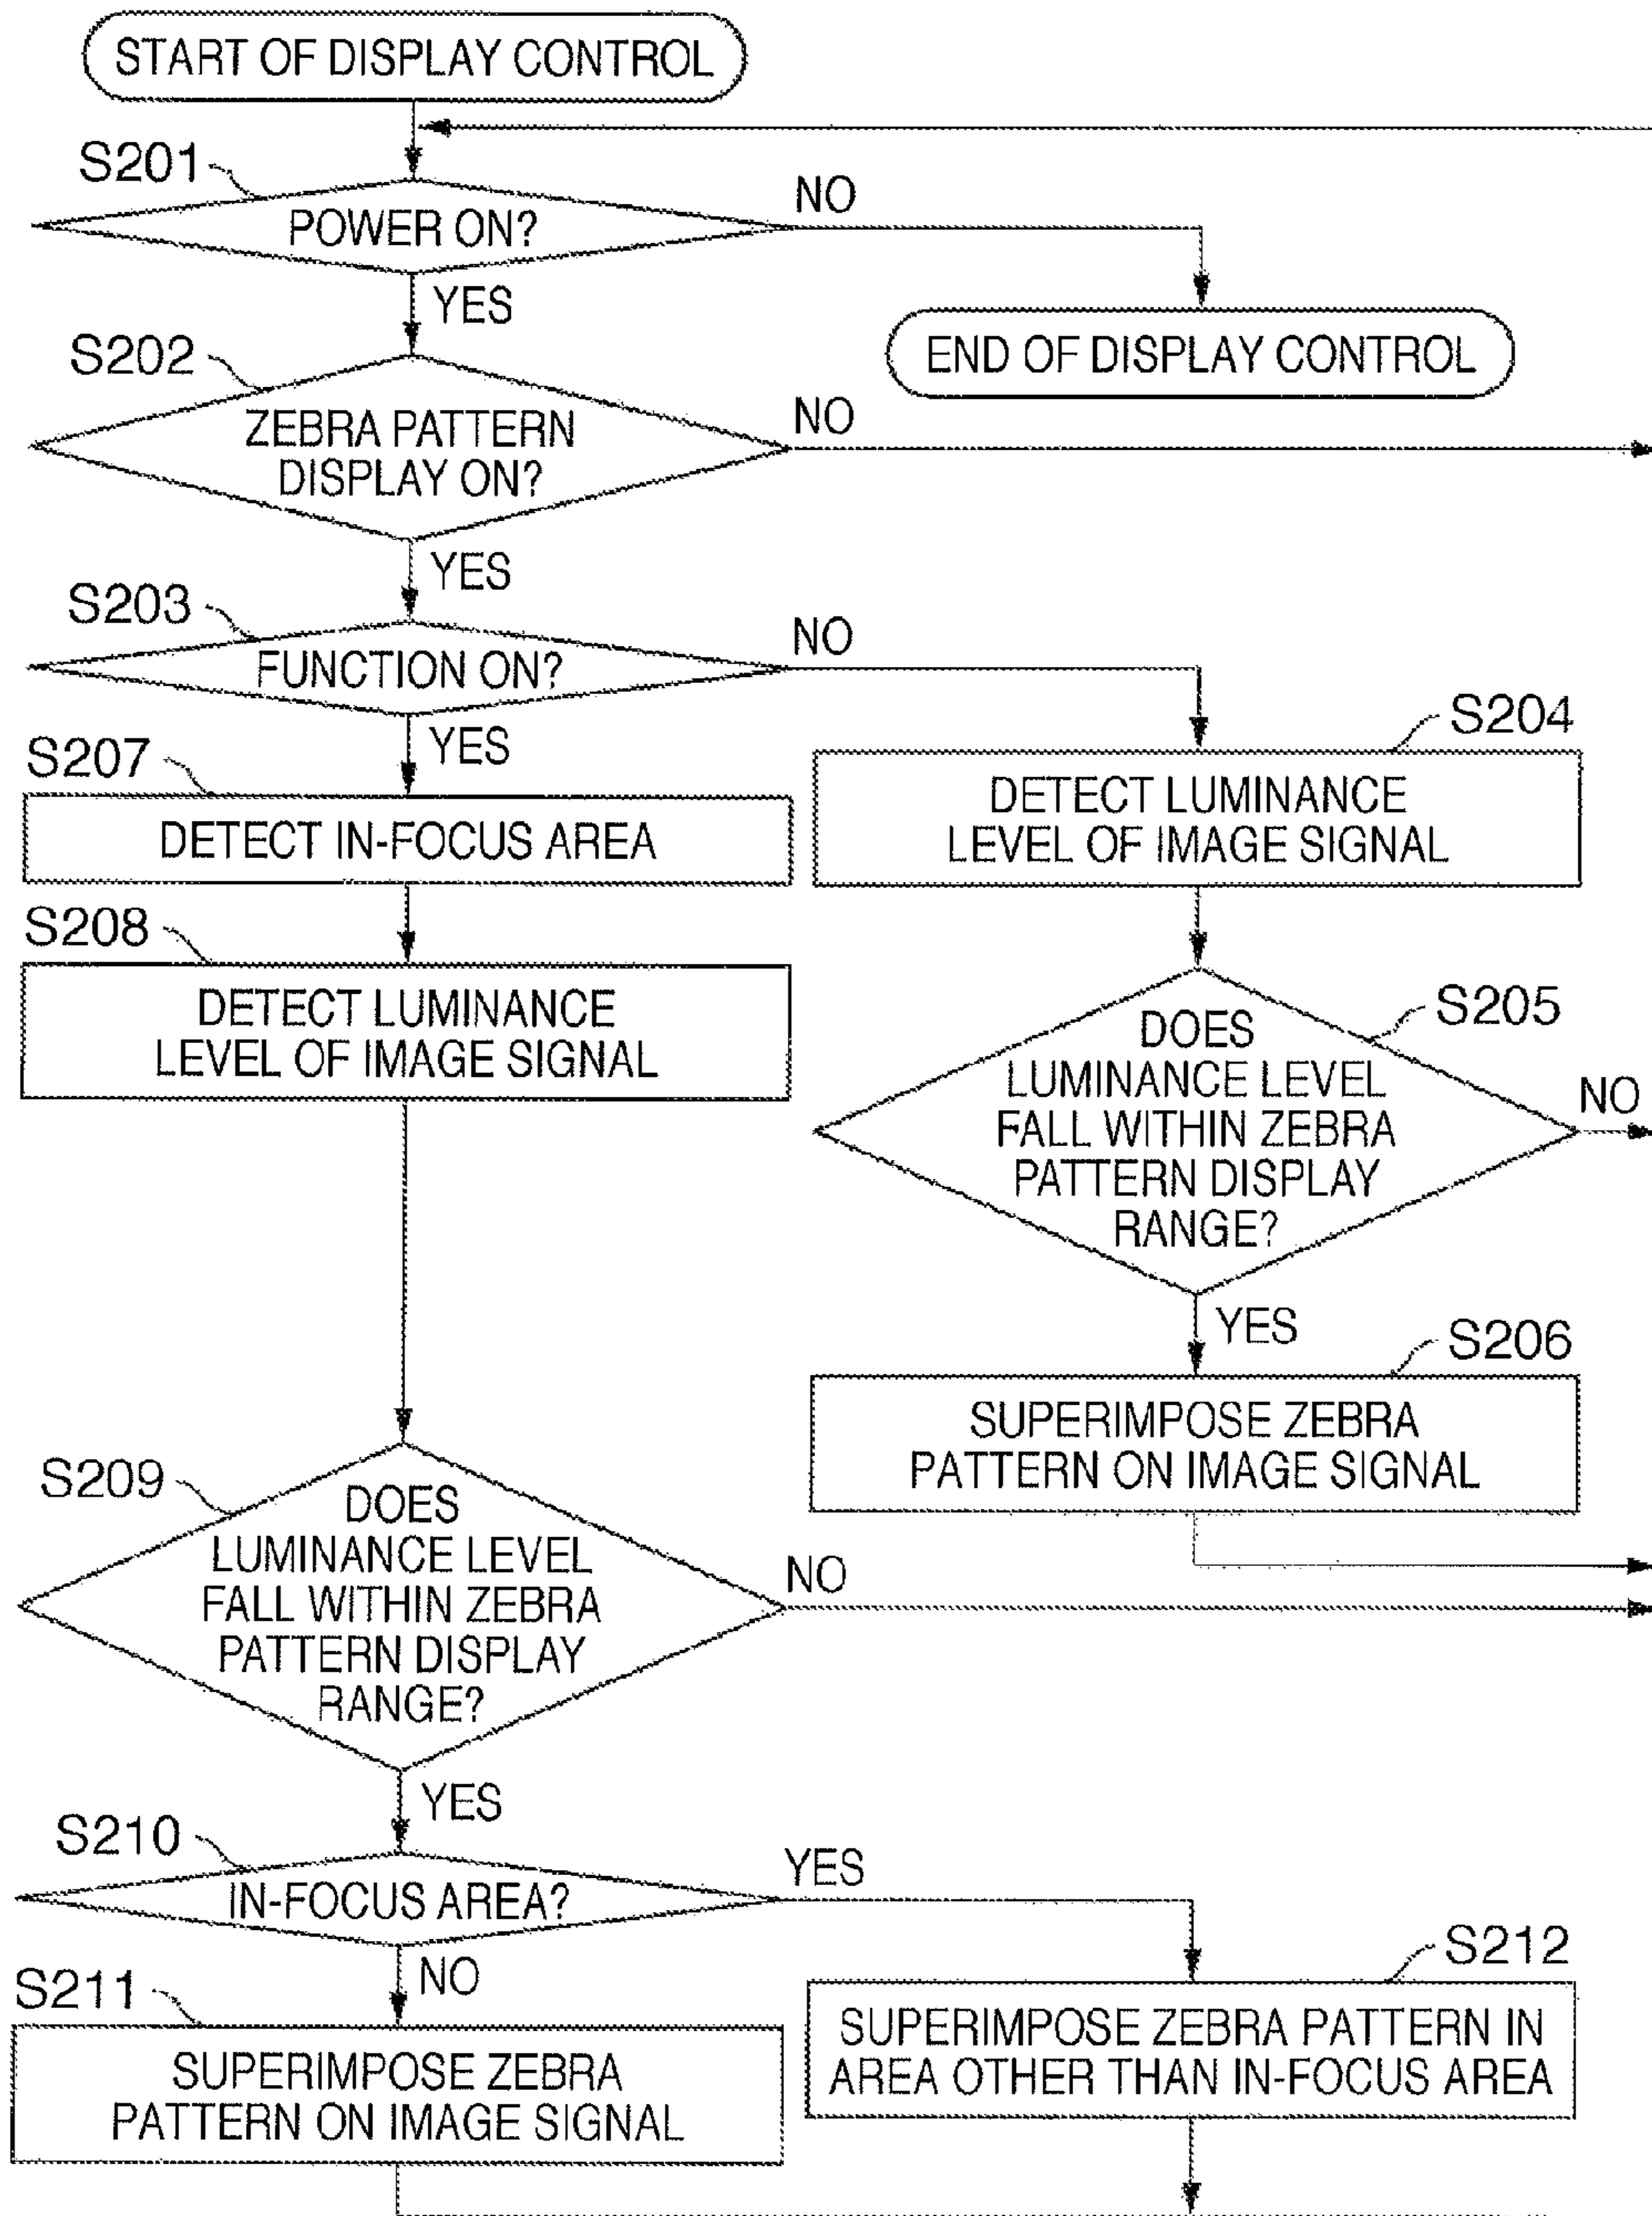 START OF DISPLAY CONTROL
S201
POWER ON?
NO
YES
END OF DISPLAY CONTROL
S202
ZEBRA PATTERN
DISPLAY ON?
NO
YES
S203
FUNCTION ON?
NO
YES
S204
DETECT LUMINANCE
LEVEL OF IMAGE SIGNAL
S207
DETECT IN-FOCUS AREA
S208
DETECT LUMINANCE
LEVEL OF IMAGE SIGNAL
S205
DOES
LUMINANCE LEVEL
FALL WITHIN ZEBRA
PATTERN DISPLAY
RANGE?
NO
YES
S206
SUPERIMPOSE ZEBRA
PATTERN ON IMAGE SIGNAL
S209
DOES
LUMINANCE LEVEL
FALL WITHIN ZEBRA
PATTERN DISPLAY
RANGE?
NO
YES
S210
IN-FOCUS AREA?
YES
NO
S211
SUPERIMPOSE ZEBRA
PATTERN ON IMAGE SIGNAL
S212
SUPERIMPOSE ZEBRA PATTERN IN
AREA OTHER THAN IN-FOCUS AREA